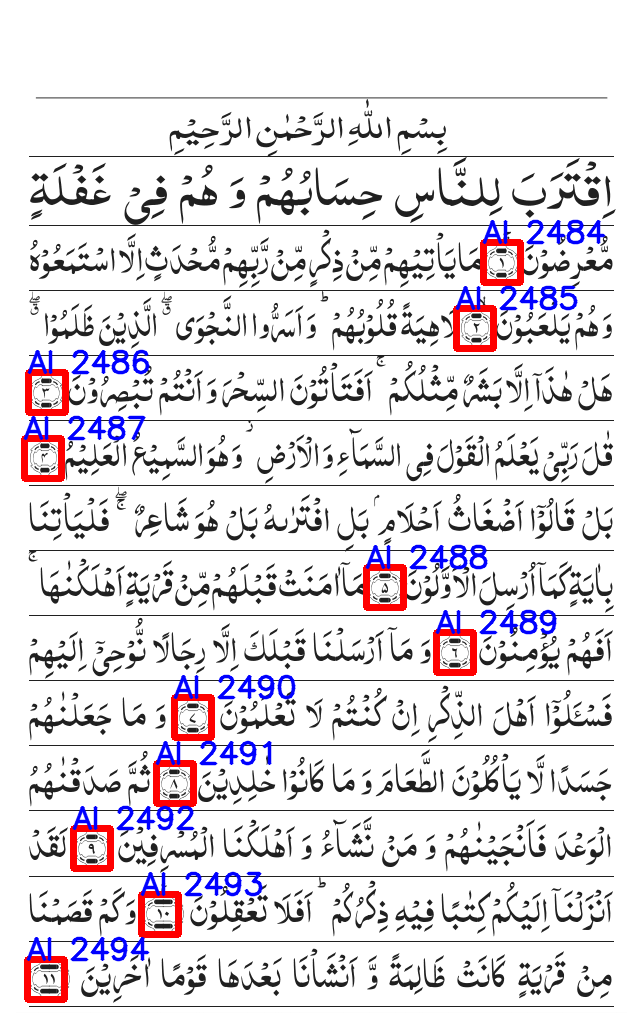 بِسْمِ اللّٰهِ الرَّحْمٰنِ الرَّحِيْمِ
اِقْتَرَبَ لِلنَّاسِ حِسَابُهُمْ وَ هُمْ فِیْ غَفْلَةٍ
AI 2484
مُّعْرِضُوْنَ ۱ مَا يَاْتِيْهِمْ مِّنْ ذِكْرٍ مِّنْ رَّبِّهِمْ مُّحْدَثٍ اِلَّا اسْتَمَعُوْهُ
AI 2485
وَ هُمْ يَلْعَبُوْنَ ۲ لَاهِيَةً قُلُوْبُهُمْ ؕ وَ اَسَرُّوا النَّجْوَی ۖۗ الَّذِيْنَ ظَلَمُوْا ۖۗ
AI 2486
هَلْ هٰذَاۤ اِلَّا بَشَرٌ مِّثْلُكُمْ ۚ اَفَتَاْتُوْنَ السِّحْرَ وَ اَنْتُمْ تُبْصِرُوْنَ ۳
AI 2487
قٰلَ رَبِّیْ يَعْلَمُ الْقَوْلَ فِی السَّمَآءِ وَ الْاَرْضِ ؗ وَ هُوَ السَّمِيْعُ الْعَلِيْمُ ۴
بَلْ قَالُوْۤا اَضْغَاثُ اَحْلَامٍۭ بَلِ افْتَرٰىهُ بَلْ هُوَ شَاعِرٌ ۖۚ فَلْيَاْتِنَا
AI 2488
بِاٰيَةٍ كَمَاۤ اُرْسِلَ الْاَوَّلُوْنَ ۵ مَاۤ اٰمَنَتْ قَبْلَهُمْ مِّنْ قَرْيَةٍ اَهْلَكْنٰهَا ۚ
AI 2489
اَفَهُمْ يُؤْمِنُوْنَ ۶ وَ مَاۤ اَرْسَلْنَا قَبْلَكَ اِلَّا رِجَالًا نُّوْحِیْۤ اِلَيْهِمْ
AI 2490
فَسْـَٔلُوْۤا اَهْلَ الذِّكْرِ اِنْ كُنْتُمْ لَا تَعْلَمُوْنَ ۷ وَ مَا جَعَلْنٰهُمْ
AI 2491
جَسَدًا لَّا يَاْكُلُوْنَ الطَّعَامَ وَ مَا كَانُوْا خٰلِدِيْنَ ۸ ثُمَّ صَدَقْنٰهُمُ
AI 2492
الْوَعْدَ فَاَنْجَيْنٰهُمْ وَ مَنْ نَّشَآءُ وَ اَهْلَكْنَا الْمُسْرِفِيْنَ ۹ لَقَدْ
AI 2493
اَنْزَلْنَاۤ اِلَيْكُمْ كِتٰبًا فِيْهِ ذِكْرُكُمْ ؕ اَفَلَا تَعْقِلُوْنَ ۱۰ وَ كَمْ قَصَمْنَا
AI 2494
مِنْ قَرْيَةٍ كَانَتْ ظَالِمَةً وَّ اَنْشَاْنَا بَعْدَهَا قَوْمًا اٰخَرِيْنَ ۱۱